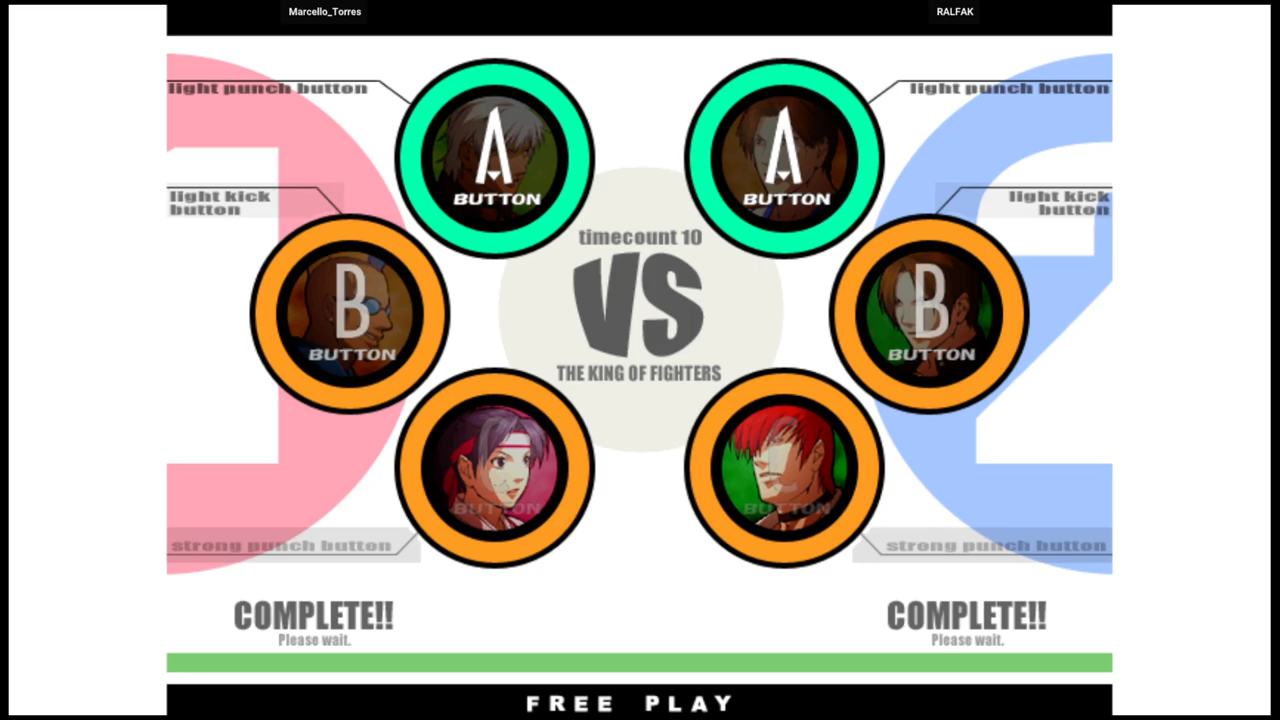 Marcello_Torres
RALFAK
light punch button
light punch button
A
BUTTON
A
BUTTON
light kick
button
light kick
button
timecount 10
VS
THE KING OF FIGHTERS
B
BUTTON
B
BUTTON
BUTTON
BUTTON
strong punch button
strong punch button
COMPLETE!!
Please wait.
COMPLETE!!
Please wait.
FREE PLAY